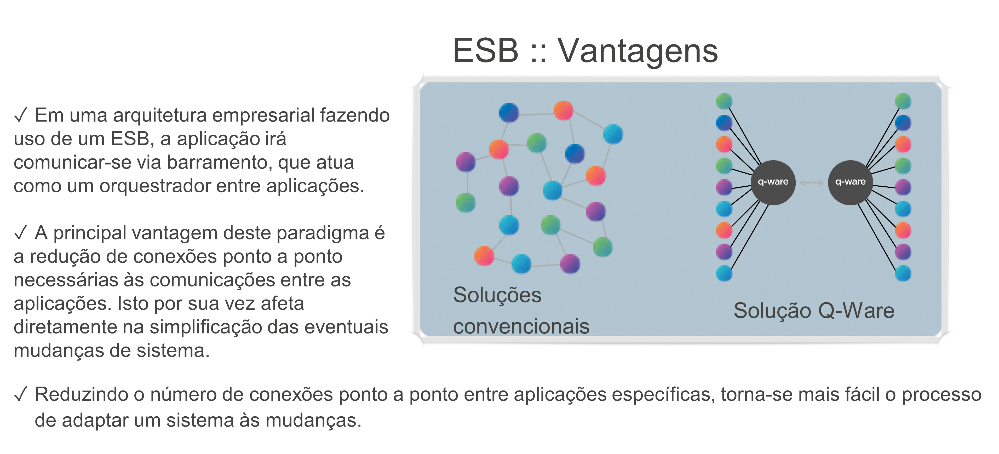 ESB :: Vantagens
✓ Em uma arquitetura empresarial fazendo
uso de um ESB, a aplicação irá
comunicar-se via barramento, que atua
como um orquestrador entre aplicações.
✓ A principal vantagem deste paradigma é
a redução de conexões ponto a ponto
necessárias às comunicações entre as
aplicações. Isto por sua vez afeta
diretamente na simplificação das eventuais
mudanças de sistema.
q-ware
q-ware
Soluções
convencionais
Solução Q-Ware
✓ Reduzindo o número de conexões ponto a ponto entre aplicações específicas, torna-se mais fácil o processo
de adaptar um sistema às mudanças.